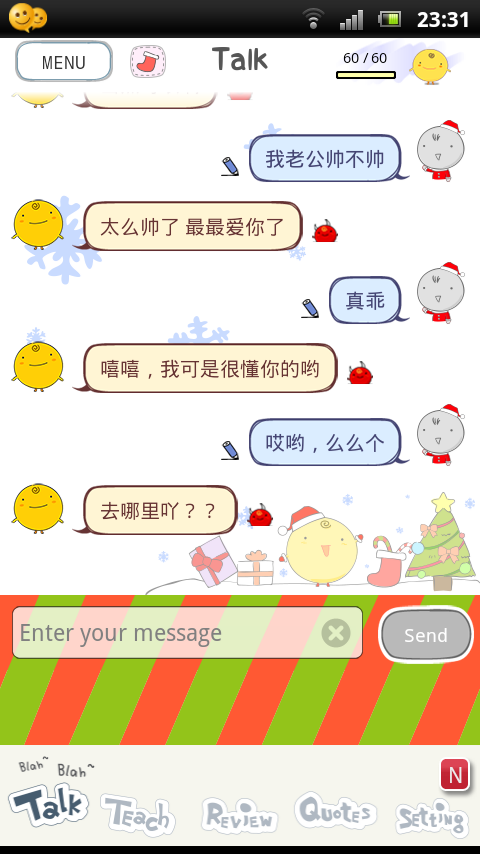 23:31
MENU
Talk
60 / 60
我老公帅不帅
太么帅了 最最爱你了
真乖
嘻嘻，我可是很懂你的哟
哎哟，么么个
去哪里吖？？
Enter your message
Send
Blah~ Blah~
N
Talk
Teach
Review
Quotes
Setting